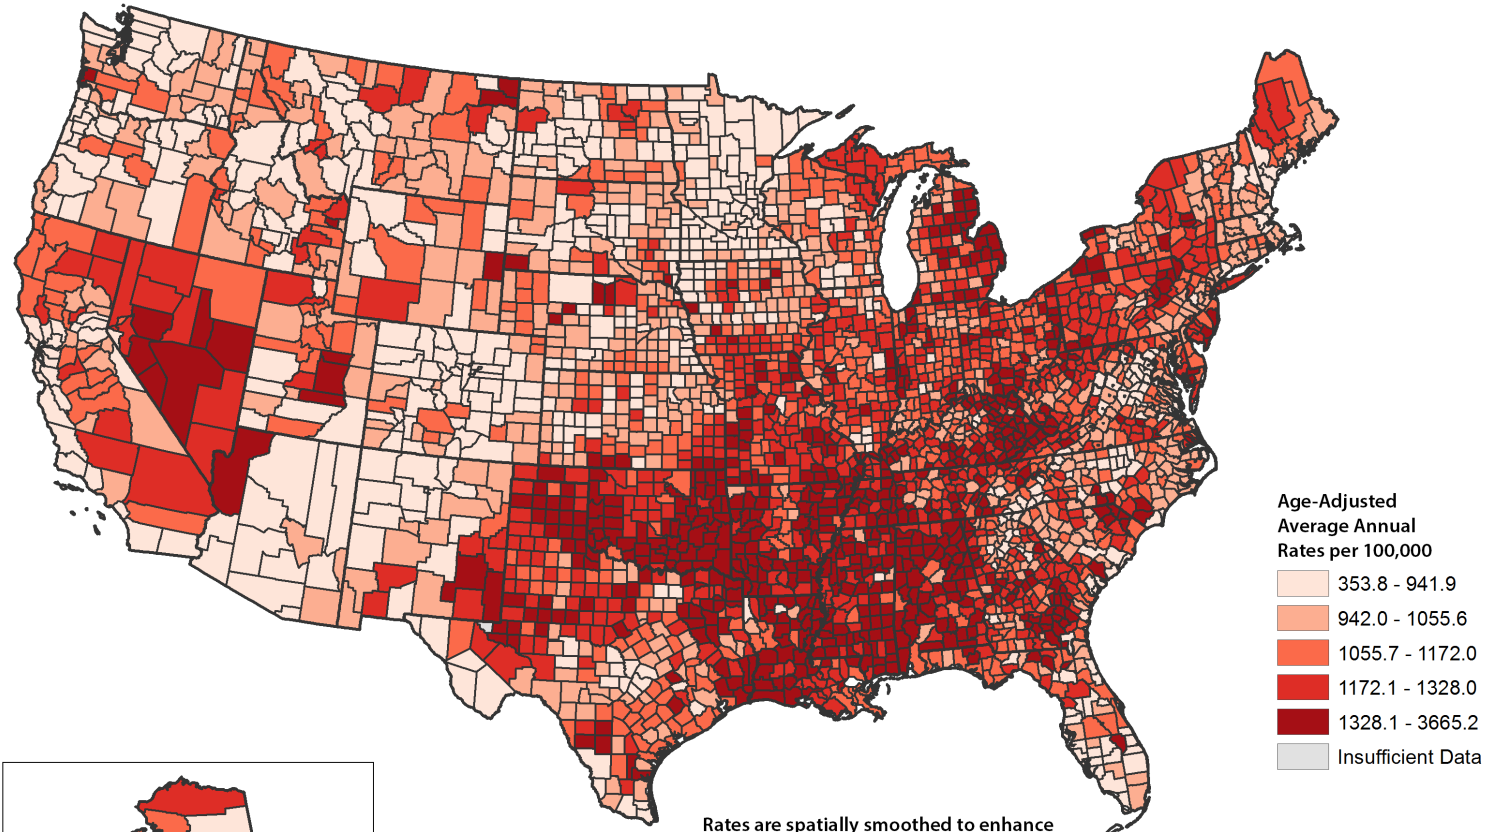 Age-Adjusted
Average Annual
Rates per 100,000
353.8 - 941.9
942.0 - 1055.6
1055.7 - 1172.0
1172.1 - 1328.0
1328.1 - 3665.2
Insufficient Data
Rates are spatially smoothed to enhance